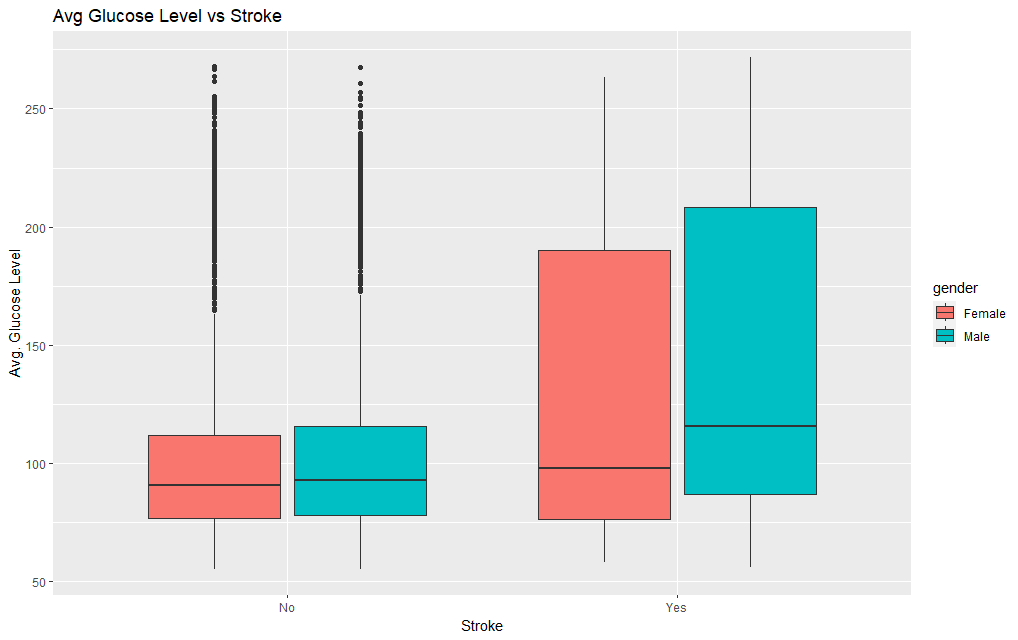 Avg Glucose Level vs Stroke
Avg. Glucose Level
250
200
150
100
50
No
Yes
Stroke
gender
Female
Male